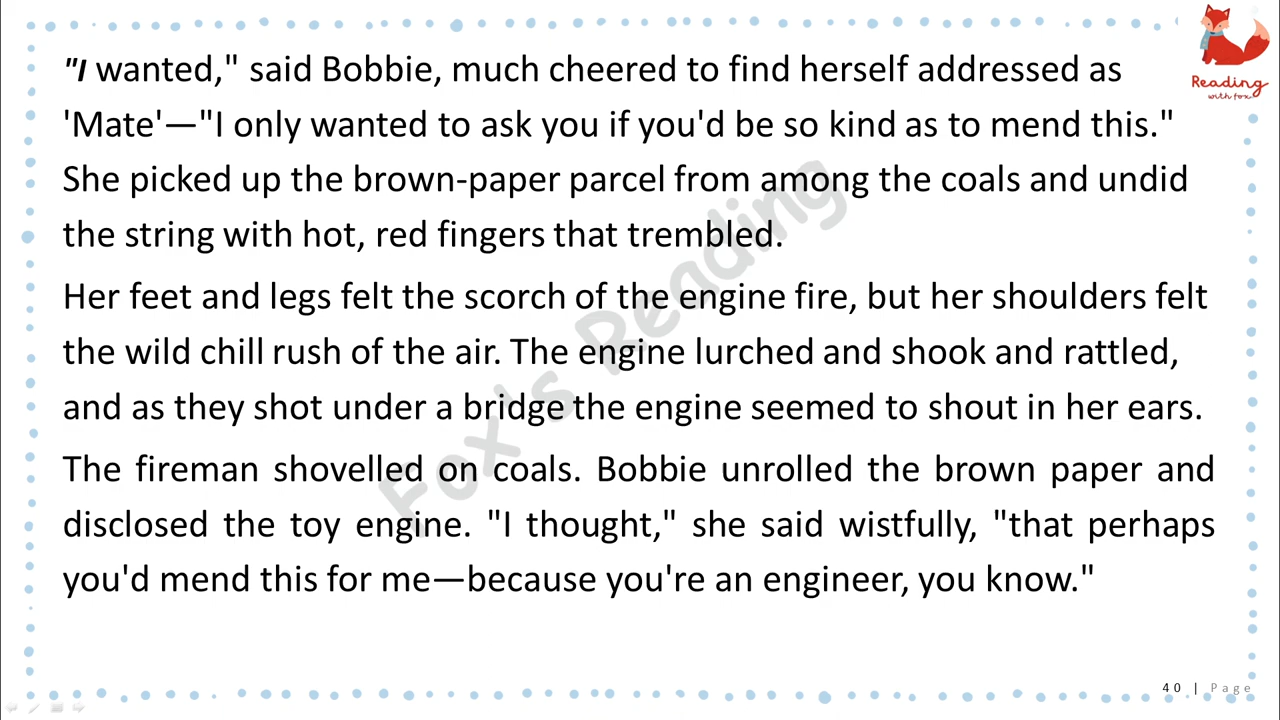 "I wanted," said Bobbie, much cheered to find herself addressed as
'Mate'—"I only wanted to ask you if you'd be so kind as to mend this."
She picked up the brown-paper parcel from among the coals and undid
the string with hot, red fingers that trembled.
Her feet and legs felt the scorch of the engine fire, but her shoulders felt
the wild chill rush of the air. The engine lurched and shook and rattled,
and as they shot under a bridge the engine seemed to shout in her ears.
The fireman shovelled on coals. Bobbie unrolled the brown paper and
disclosed the toy engine. "I thought," she said wistfully, "that perhaps
you'd mend this for me—because you're an engineer, you know."
Reading
with fox
Fox's Reading
40 | Page